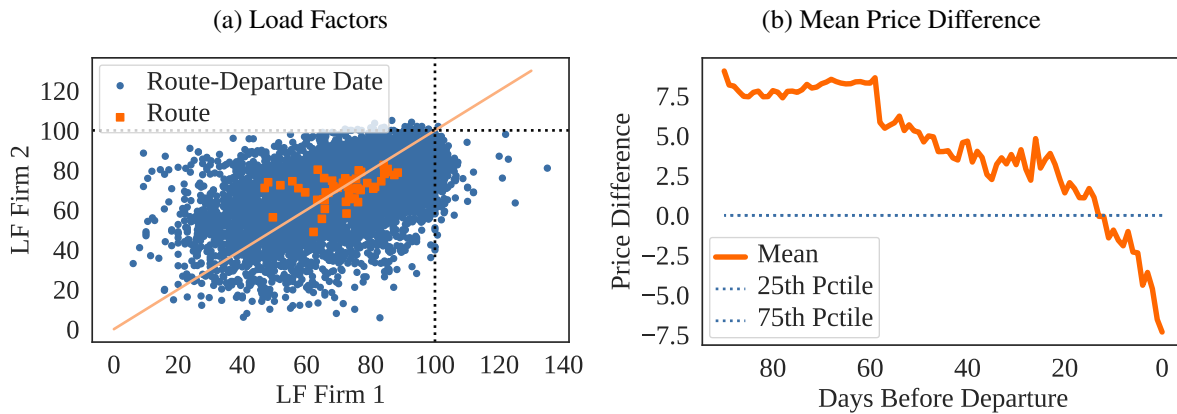 (a) Load Factors
120
100
80
60
40
20
0
LF Firm 2
Route-Departure Date
Route
0 20 40 60 80 100 120 140
LF Firm 1
(b) Mean Price Difference
7.5
5.0
2.5
0.0
−2.5
−5.0
−7.5
Price Difference
Mean
25th Pctile
75th Pctile
80 60 40 20 0
Days Before Departure